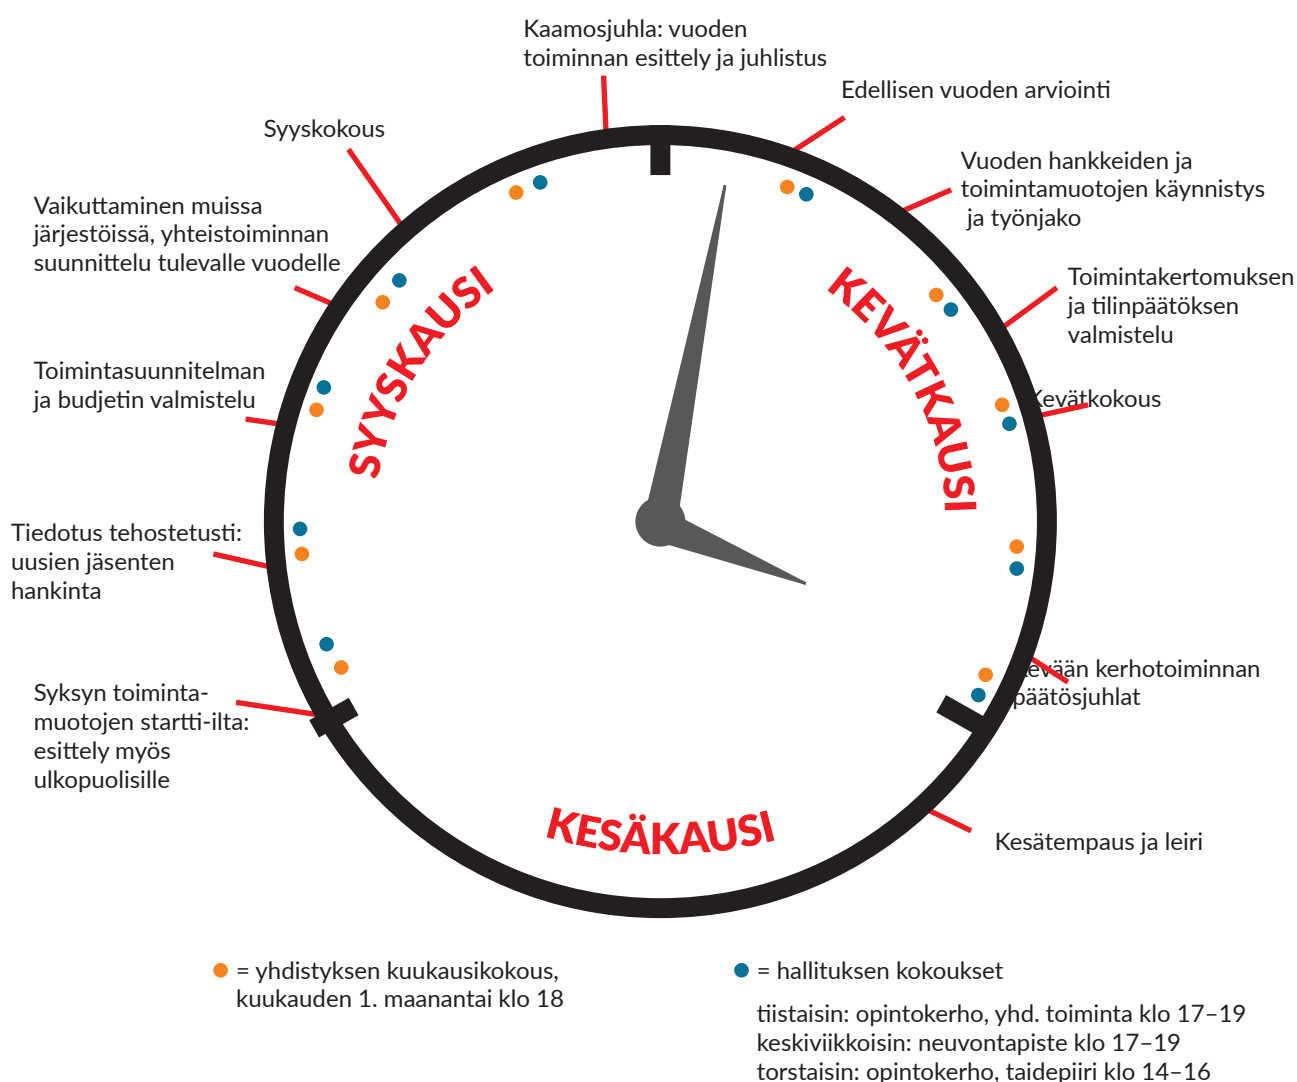 Kaamosjuhla: vuoden
toiminnan esittely ja juhlistus
Edellisen vuoden arviointi
Vuoden hankkeiden ja
toimintamuotojen käynnistys
ja työnjako
Toimintakertomuksen
ja tilinpäätöksen
valmistelu
Kevätkokous
Kevään kerhotoiminnan
päätösjuhlat
Kesätempaus ja leiri
Syksyn toiminta-
muotojen startti-ilta:
esittely myös
ulkopuolisille
Tiedotus tehostetusti:
uusien jäsenten
hankinta
Toimintasuunnitelman
ja budjetin valmistelu
Vaikuttaminen muissa
järjestöissä, yhteistoiminnan
suunnittelu tulevalle vuodelle
Syyskokous
KEVÄTKAUSI
KESÄKAUSI
SYYSKAUSI
= yhdistyksen kuukausikokous,
kuukauden 1. maanantai klo 18
= hallituksen kokoukset
tiistaisin: opintokerho, yhd. toiminta klo 17–19
keskiviikkoisin: neuvontapiste klo 17–19
torstaisin: opintokerho, taidepiiri klo 14–16